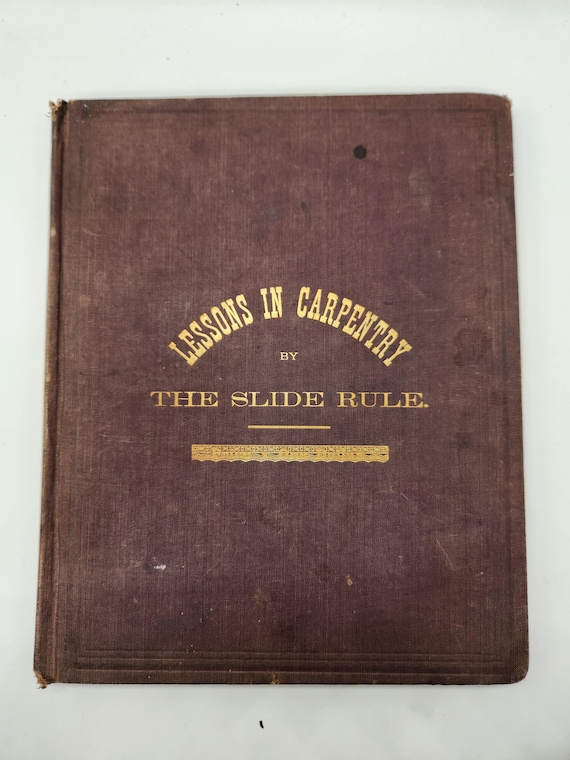 LESSONS IN CARPENTRY
BY
THE SLIDE RULE.